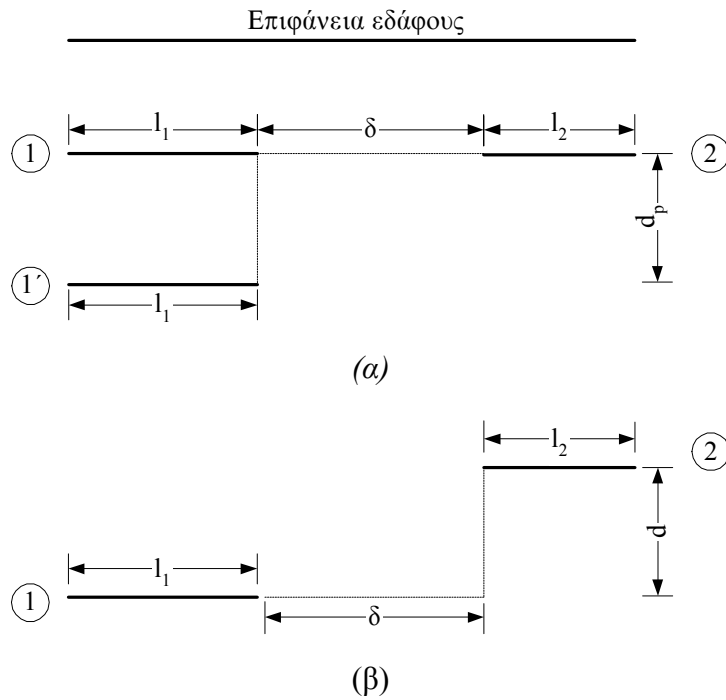 Επιφάνεια εδάφους
l₁ δ l₂
1 2
dₚ
1´
l₁
(α)
l₂
2
l₁ d
1
δ
(β)